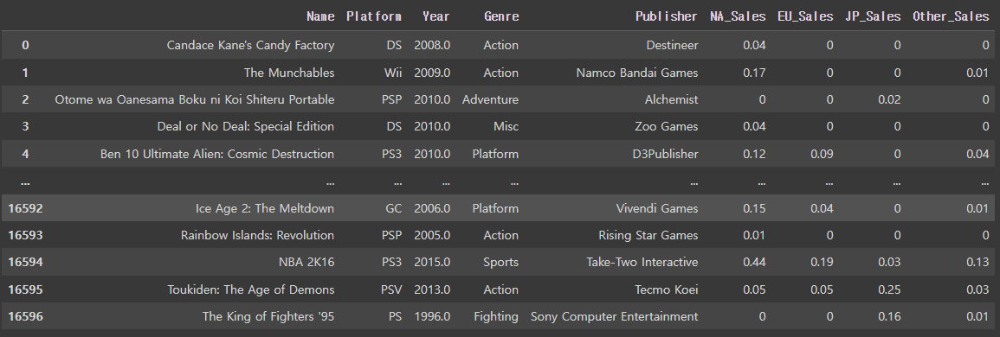 Name Platform Year Genre Publisher NA_Sales EU_Sales JP_Sales Other_Sales
0 Candace Kane's Candy Factory DS 2008.0 Action Destineer 0.04 0 0 0
1 The Munchables Wii 2009.0 Action Namco Bandai Games 0.17 0 0 0.01
2 Otome wa Oanesama Boku ni Koi Shiteru Portable PSP 2010.0 Adventure Alchemist 0 0 0.02 0
3 Deal or No Deal: Special Edition DS 2010.0 Misc Zoo Games 0.04 0 0 0
4 Ben 10 Ultimate Alien: Cosmic Destruction PS3 2010.0 Platform D3Publisher 0.12 0.09 0 0.04
... ... ... ... ... ... ... ... ... ...
16592 Ice Age 2: The Meltdown GC 2006.0 Platform Vivendi Games 0.15 0.04 0 0.01
16593 Rainbow Islands: Revolution PSP 2005.0 Action Rising Star Games 0.01 0 0 0
16594 NBA 2K16 PS3 2015.0 Sports Take-Two Interactive 0.44 0.19 0.03 0.13
16595 Toukiden: The Age of Demons PSV 2013.0 Action Tecmo Koei 0.05 0.05 0.25 0.03
16596 The King of Fighters '95 PS 1996.0 Fighting Sony Computer Entertainment 0 0 0.16 0.01